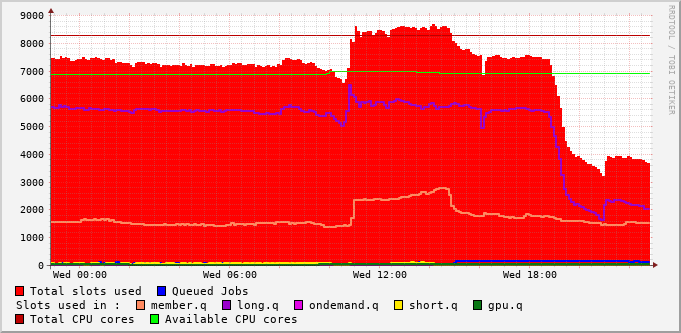 9000
8000
7000
6000
5000
4000
3000
2000
1000
0
Wed 00:00 Wed 06:00 Wed 12:00 Wed 18:00
RRDTOOL / TOBI OETIKER
Total slots used Queued Jobs
Slots used in : member.q long.q ondemand.q short.q gpu.q
Total CPU cores Available CPU cores